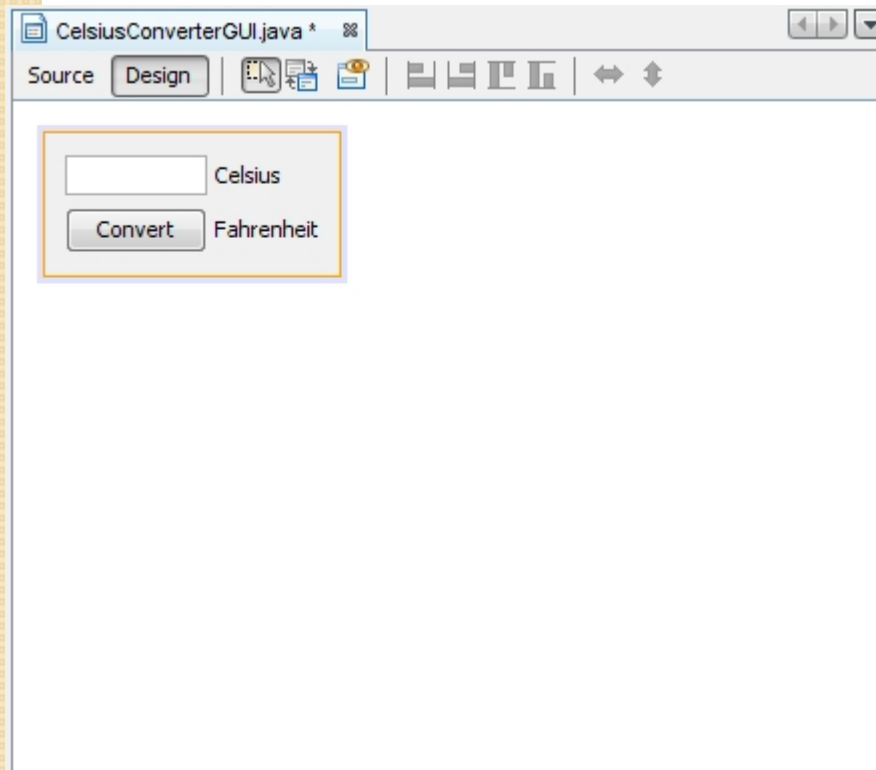 CelsiusConverterGUI.java *
Source Design
Celsius
Convert Fahrenheit